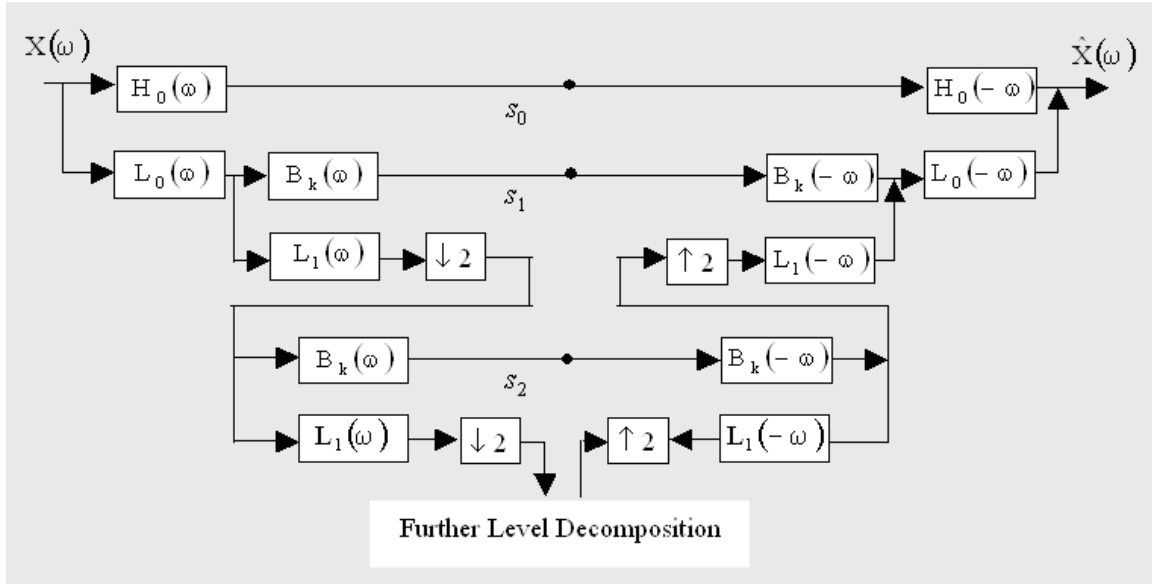 X(ω) X̂(ω)
H₀(ω) H₀(−ω)
s₀
L₀(ω) Bₖ(ω) Bₖ(−ω) L₀(−ω)
s₁
L₁(ω) ↓2 ↑2 L₁(−ω)
Bₖ(ω) Bₖ(−ω)
s₂
L₁(ω) ↓2 ↑2 L₁(−ω)
Further Level Decomposition